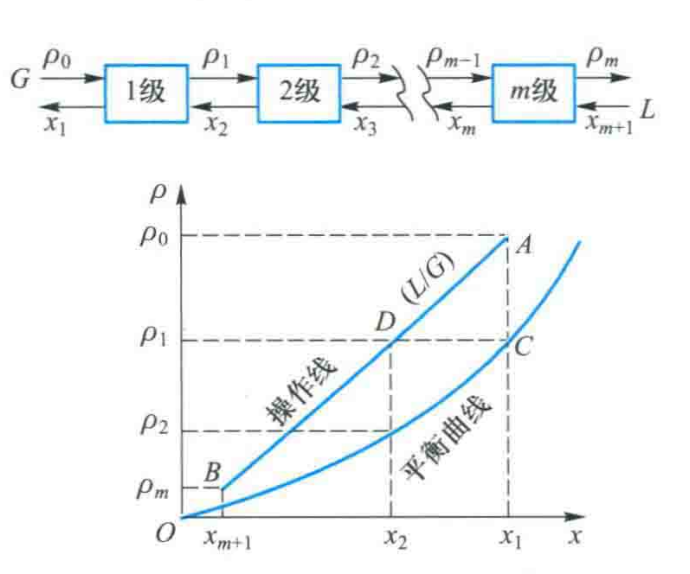 G ρ₀ ρ₁ ρ₂ ρₘ₋₁ ρₘ
1级 2级 m级
x₁ x₂ x₃ xₘ xₘ₊₁ L
ρ
ρ₀ A
(L/G)
D
ρ₁ C
操作线
ρ₂ 平衡曲线
B
ρₘ
O xₘ₊₁ x₂ x₁ x